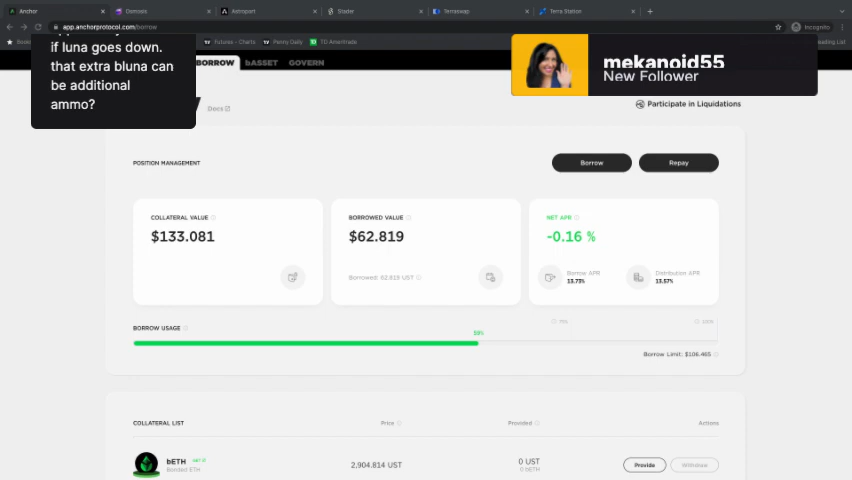 Anchor
Osmosis
Astroport
Stader
Terraswap
Terra Station
app.anchorprotocol.com/borrow
Incognito
Futures – Charts
Penny Daily
TD Ameritrade
if luna goes down.
that extra bluna can
be additional
ammo?
BORROW
bASSET
GOVERN
mekanoid55
New Follower
Docs
Participate in Liquidations
POSITION MANAGEMENT
Borrow
Repay
COLLATERAL VALUE
$133.081
BORROWED VALUE
$62.819
Borrowed: 62.819 UST
NET APR
-0.16 %
Borrow APR
13.73%
Distribution APR
13.57%
BORROW USAGE
59%
75%
100%
Borrow Limit: $106.465
COLLATERAL LIST
Price
Provided
Actions
bETH
Bonded ETH
2,904.814 UST
0 UST
0 bETH
Provide
Withdraw